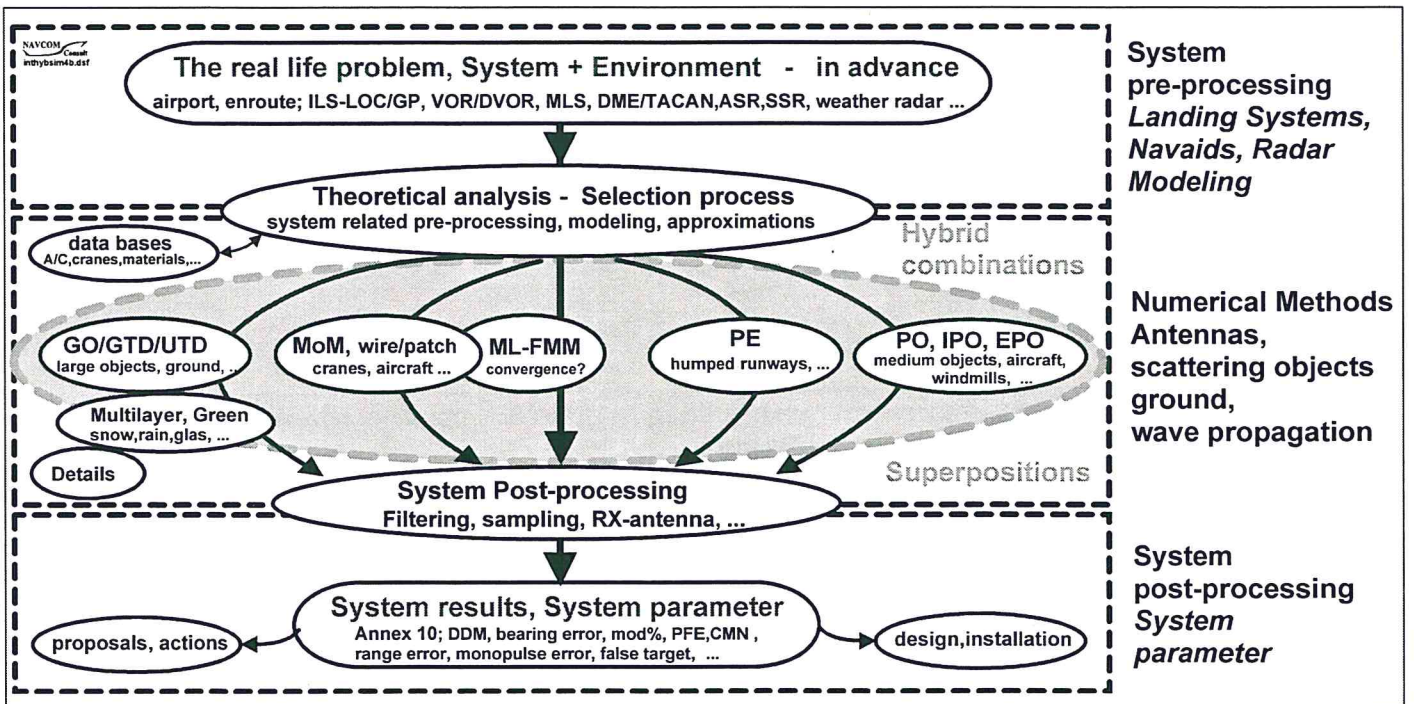 NAVCOM
Consult
inthybsim4b.dsf
The real life problem, System + Environment - in advance
airport, enroute; ILS-LOC/GP, VOR/DVOR, MLS, DME/TACAN,ASR,SSR, weather radar ...
System
pre-processing
Landing Systems,
Navaids, Radar
Modeling
Theoretical analysis - Selection process
system related pre-processing, modeling, approximations
data bases
A/C,cranes,materials,...
Hybrid
combinations
GO/GTD/UTD
large objects, ground, ..
MoM, wire/patch
cranes, aircraft ...
ML-FMM
convergence?
PE
humped runways, ...
PO, IPO, EPO
medium objects, aircraft,
windmills, ...
Numerical Methods
Antennas,
scattering objects
ground,
wave propagation
Multilayer, Green
snow,rain,glas, ...
Details
Superpositions
System Post-processing
Filtering, sampling, RX-antenna, ...
System
post-processing
System
parameter
System results, System parameter
Annex 10; DDM, bearing error, mod%, PFE,CMN ,
range error, monopulse error, false target, ...
proposals, actions
design,installation